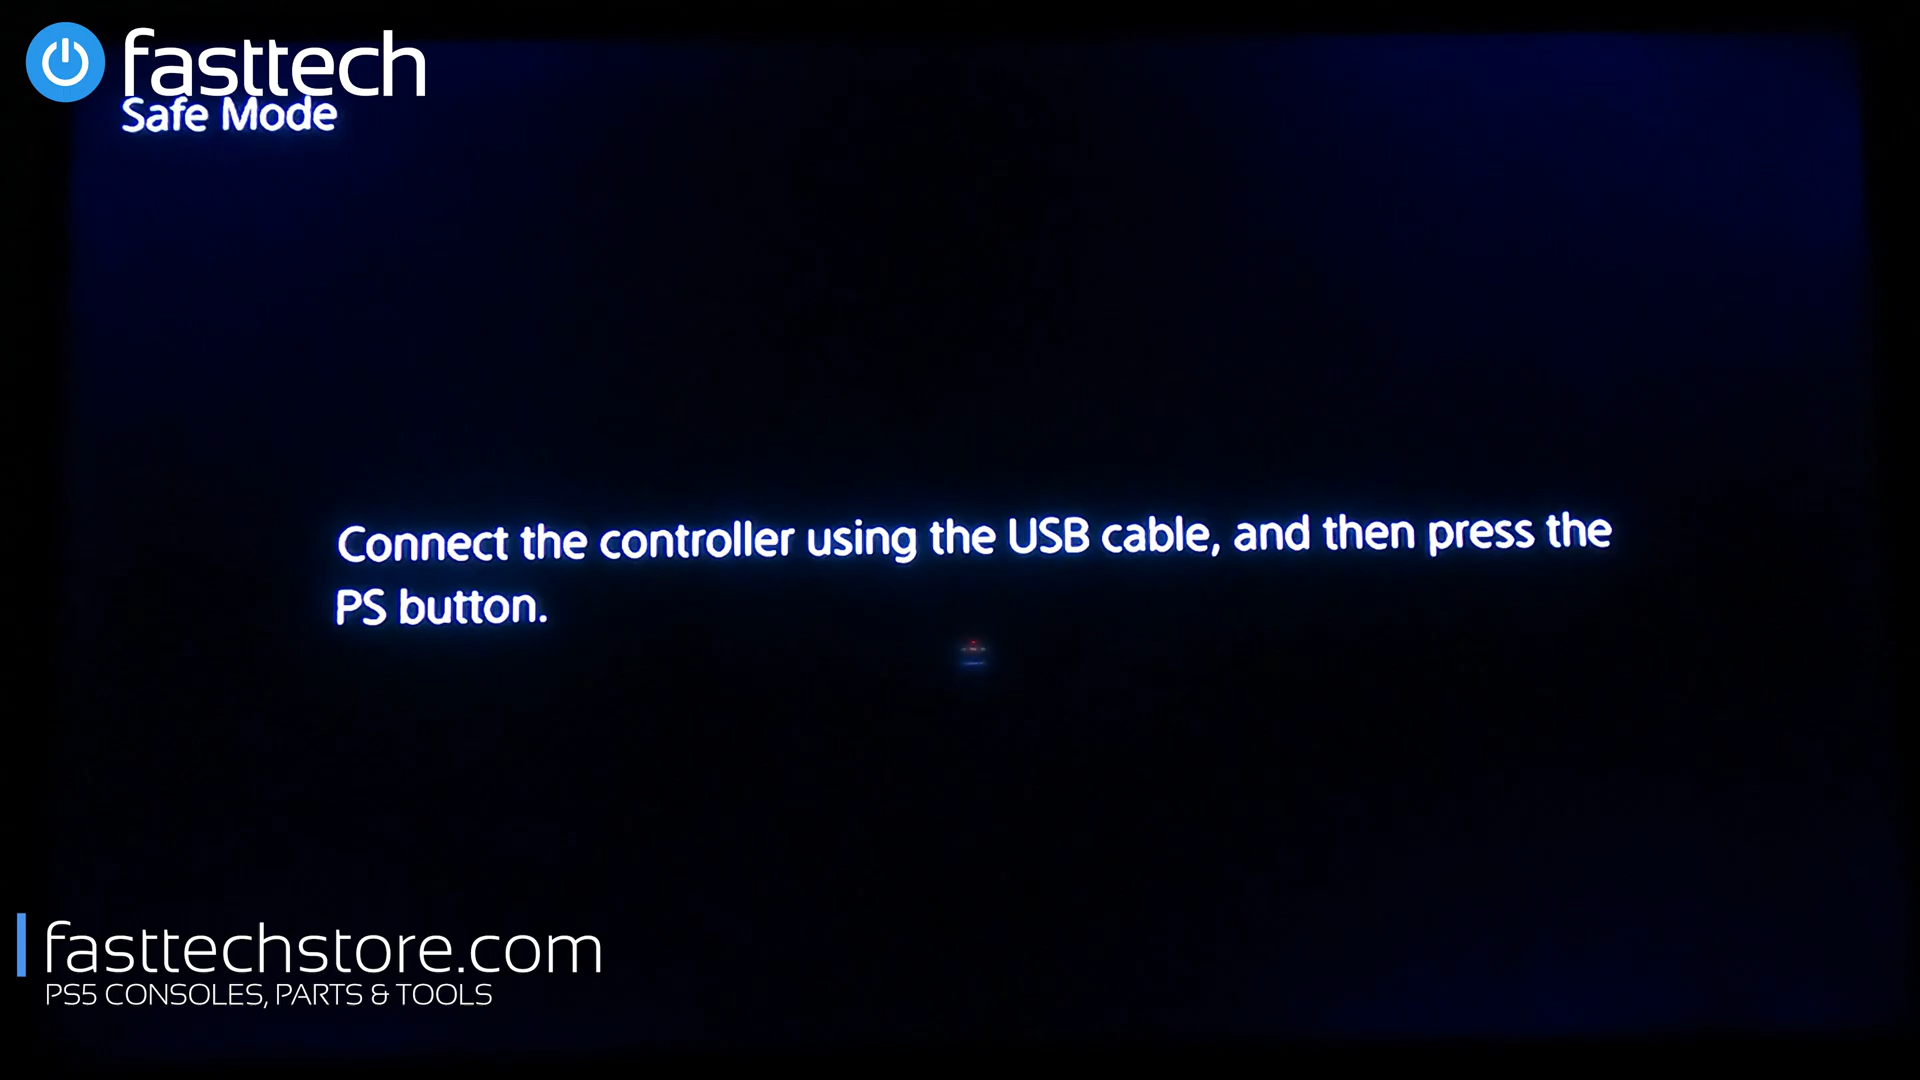 fasttech
Safe Mode
Connect the controller using the USB cable, and then press the
PS button.
fasttechstore.com
PS5 CONSOLES, PARTS & TOOLS